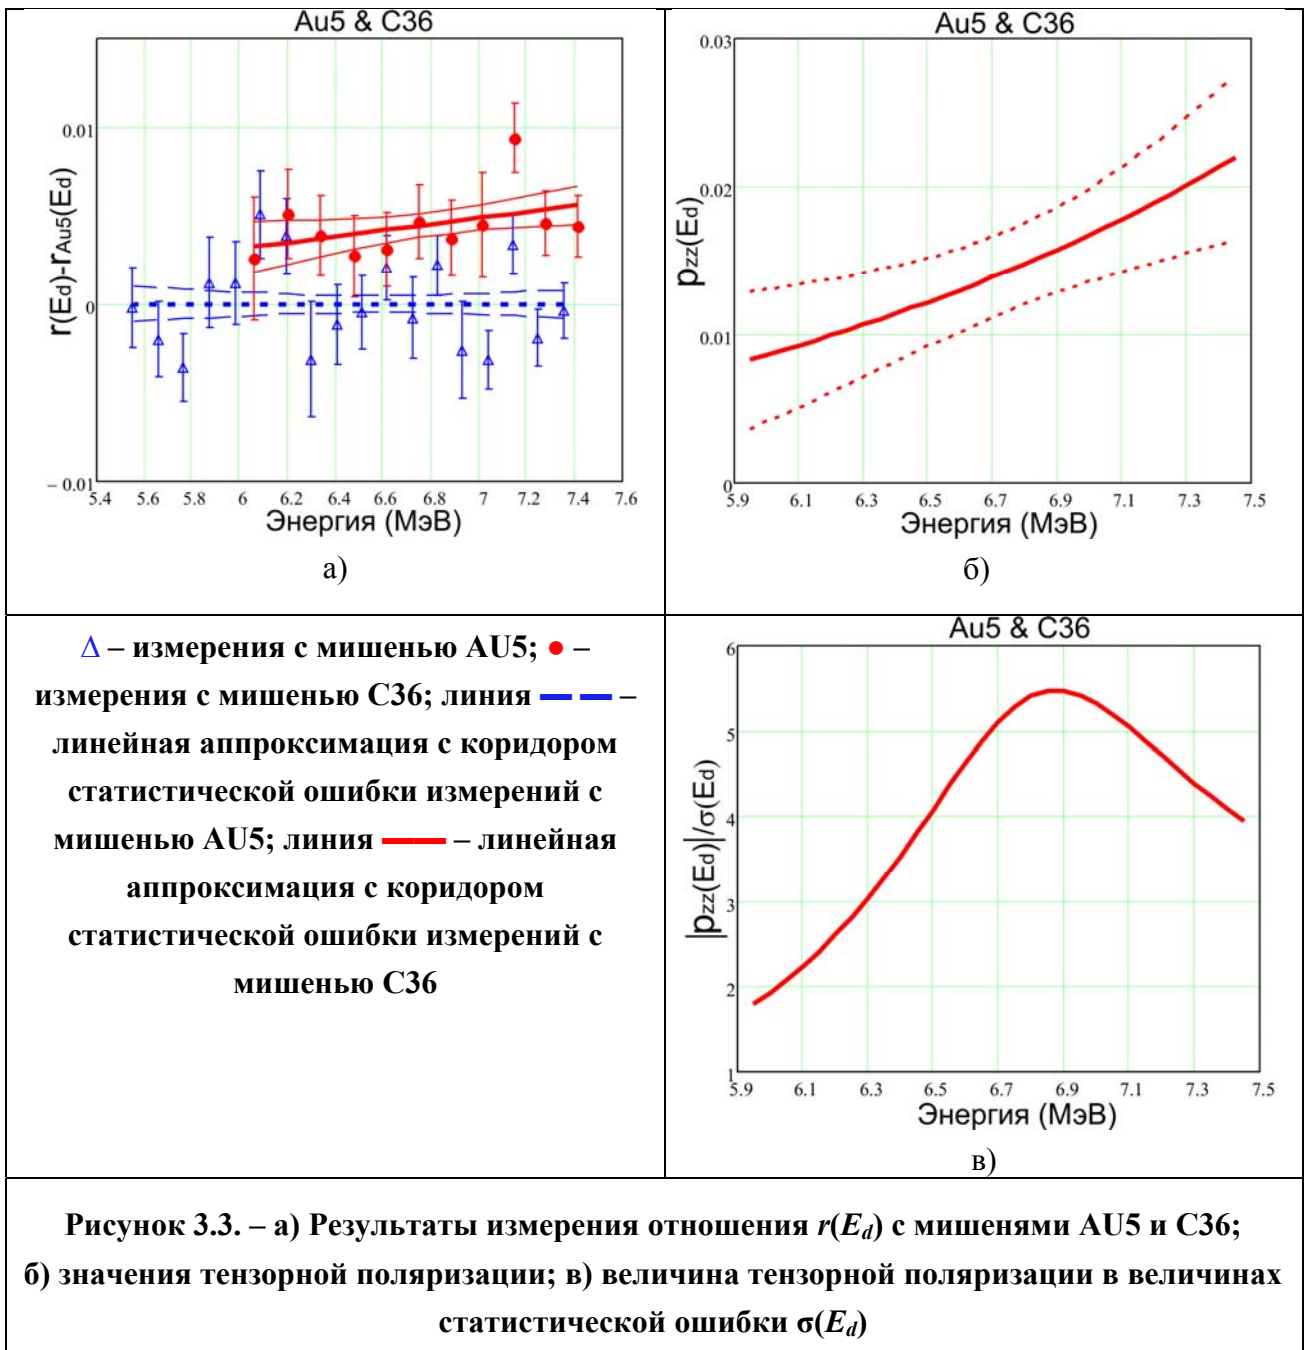 Au5 & C36
r(Ed)-rAu5(Ed)
0.01
0
– 0.01
5.4 5.6 5.8 6 6.2 6.4 6.6 6.8 7 7.2 7.4 7.6
Энергия (МэВ)
а)
Au5 & C36
pzz(Ed)
0.03
0.02
0.01
0
5.9 6.1 6.3 6.5 6.7 6.9 7.1 7.3 7.5
Энергия (МэВ)
б)
Δ – измерения с мишенью AU5; ● –
измерения с мишенью С36; линия — — –
линейная аппроксимация с коридором
статистической ошибки измерений с
мишенью AU5; линия —— – линейная
аппроксимация с коридором
статистической ошибки измерений с
мишенью С36
Au5 & C36
|pzz(Ed)|/σ(Ed)
6
5
4
3
2
1
5.9 6.1 6.3 6.5 6.7 6.9 7.1 7.3 7.5
Энергия (МэВ)
в)
Рисунок 3.3. – а) Результаты измерения отношения r(Ed) с мишенями AU5 и С36;
б) значения тензорной поляризации; в) величина тензорной поляризации в величинах
статистической ошибки σ(Ed)